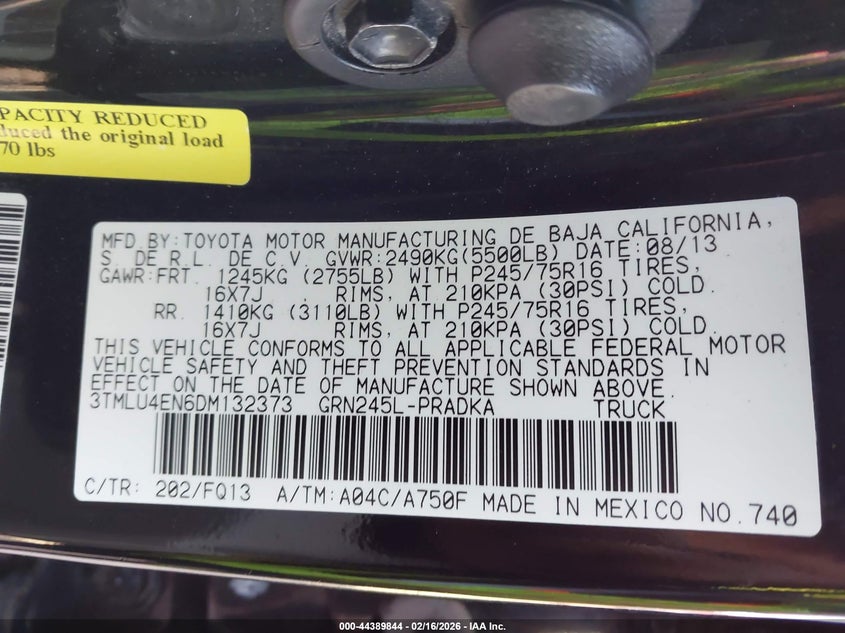 PACITY REDUCED
duced the original load
70 lbs
MFD. BY: TOYOTA MOTOR MANUFACTURING DE BAJA CALIFORNIA,
S. DE R.L. DE C.V. GVWR: 2490KG(5500LB) DATE: 08/13
GAWR: FRT. 1245KG (2755LB) WITH P245/75R16 TIRES,
16X7J , RIMS, AT 210KPA (30PSI) COLD.
RR. 1410KG (3110LB) WITH P245/75R16 TIRES,
16X7J RIMS, AT 210KPA (30PSI) COLD.
THIS VEHICLE CONFORMS TO ALL APPLICABLE FEDERAL MOTOR
VEHICLE SAFETY AND THEFT PREVENTION STANDARDS IN
EFFECT ON THE DATE OF MANUFACTURE SHOWN ABOVE.
3TMLU4EN6DM132373 GRN245L-PRADKA TRUCK
C/TR: 202/FQ13 A/TM: A04C/A750F MADE IN MEXICO NO. 740
000-44389844 - 02/16/2026 - IAA Inc.